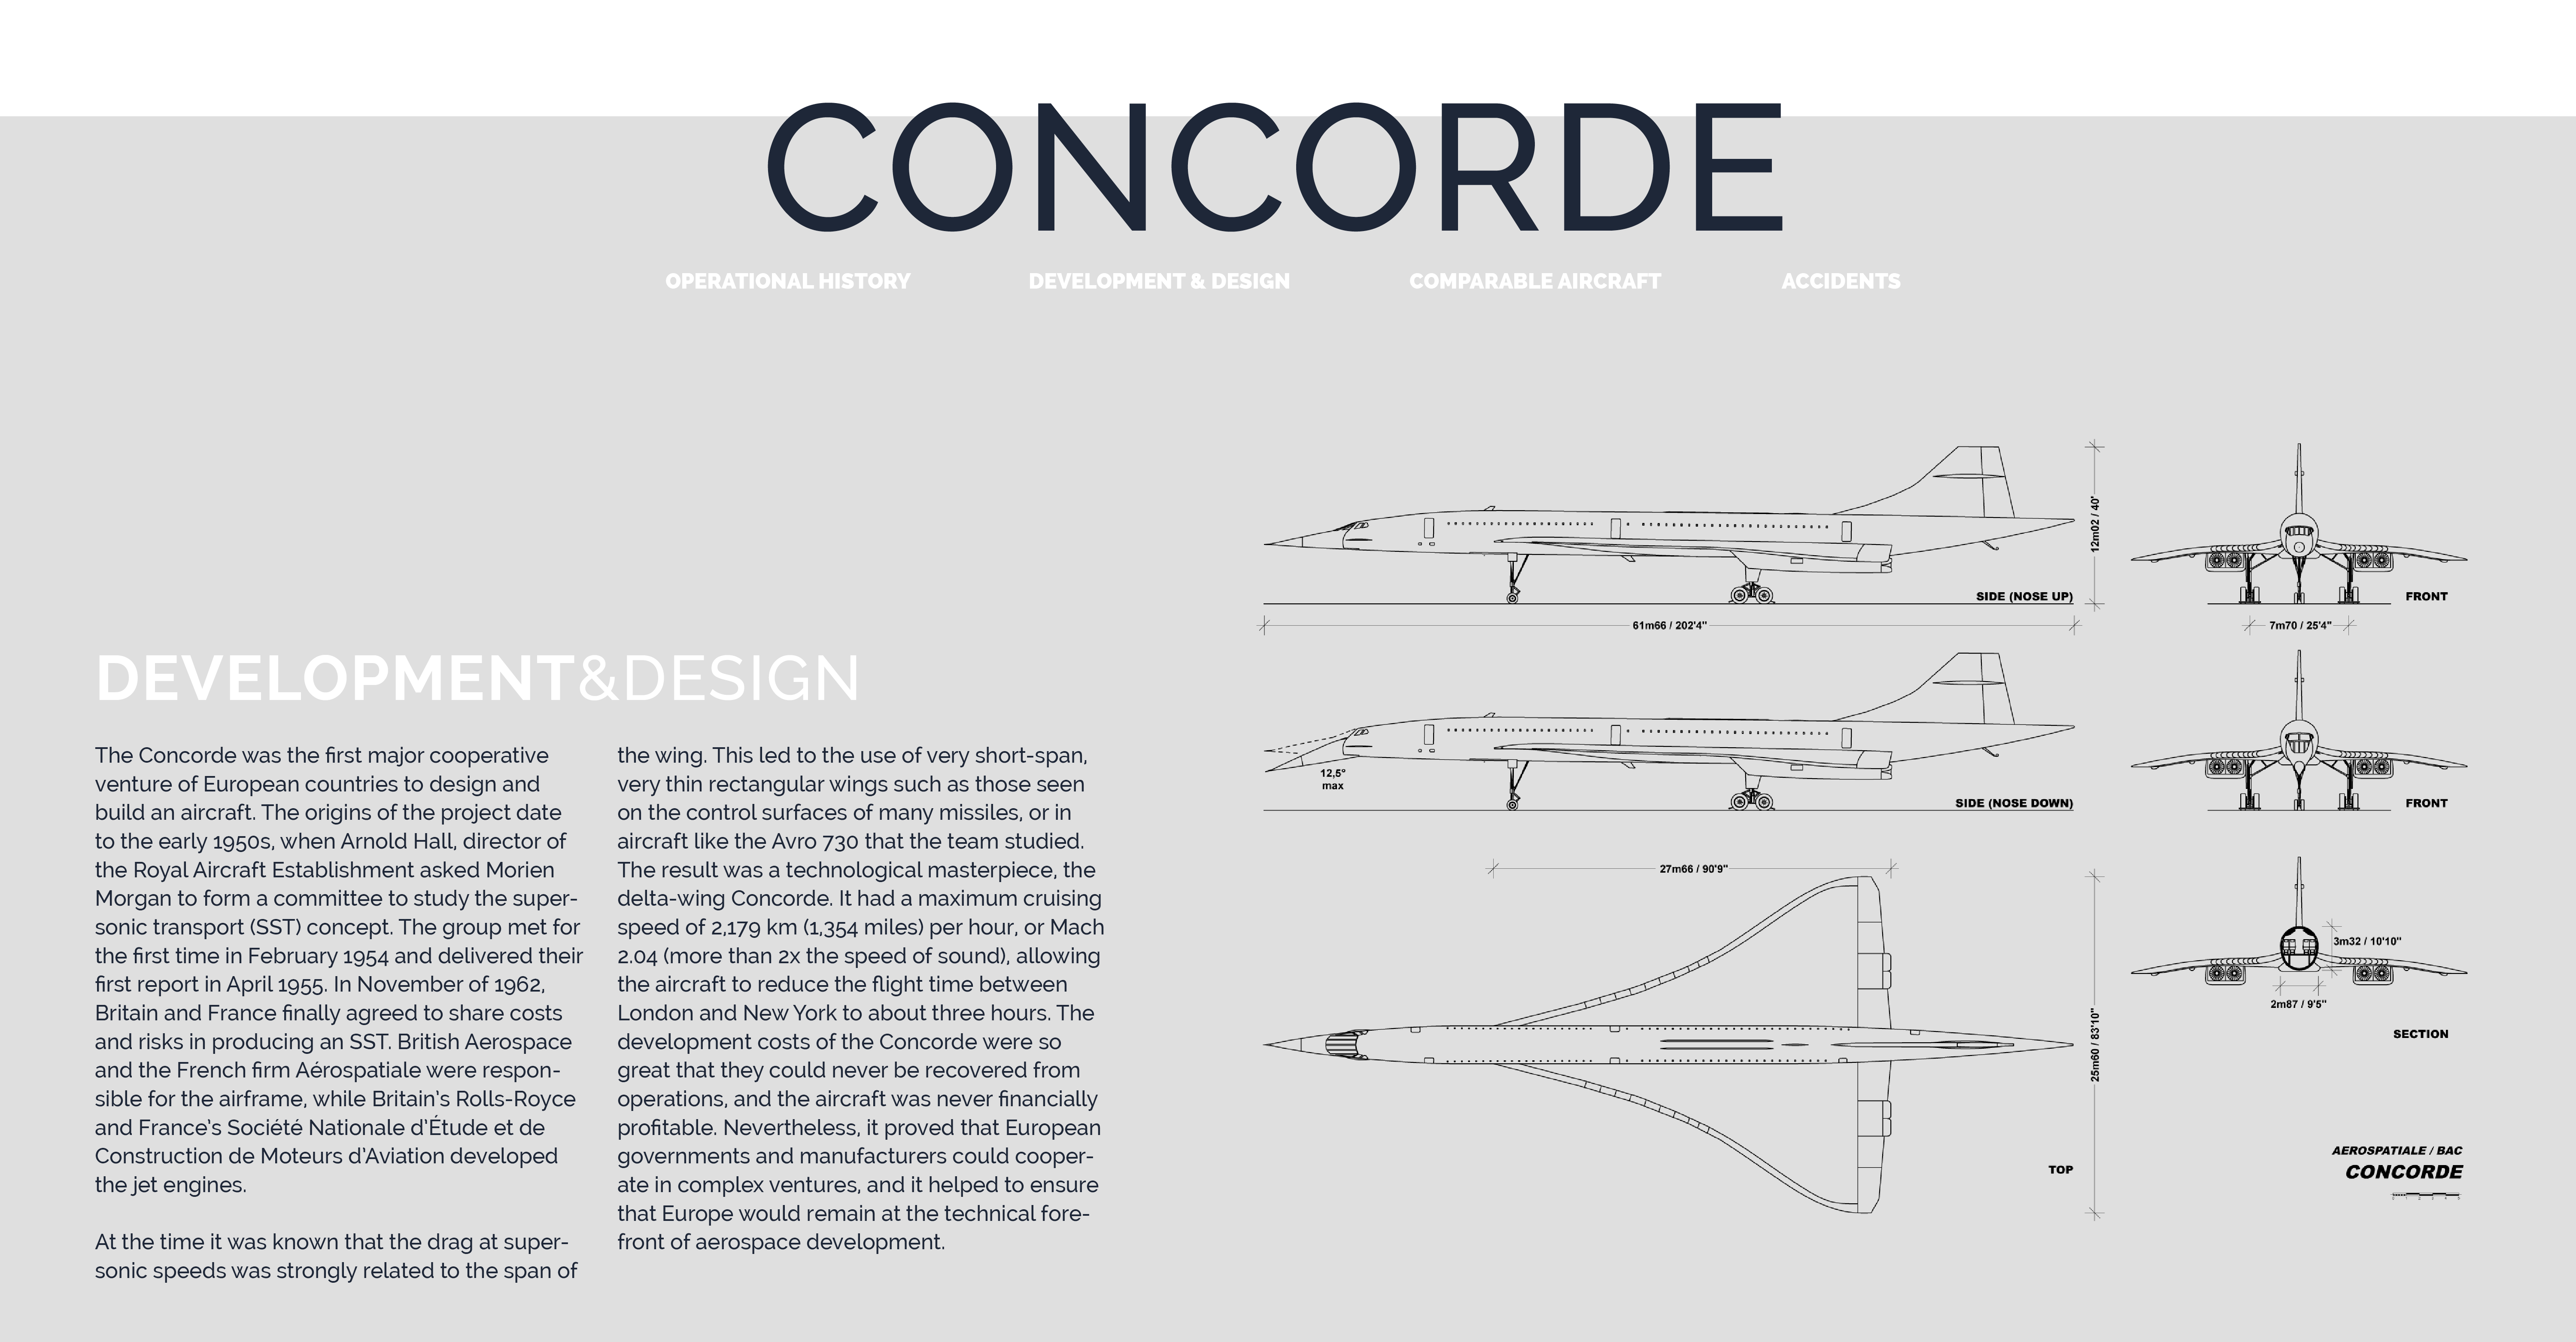 CONCORDE
OPERATIONAL HISTORY
DEVELOPMENT & DESIGN
COMPARABLE AIRCRAFT
ACCIDENTS
DEVELOPMENT&DESIGN
The Concorde was the first major cooperative
venture of European countries to design and
build an aircraft. The origins of the project date
to the early 1950s, when Arnold Hall, director of
the Royal Aircraft Establishment asked Morien
Morgan to form a committee to study the super-
sonic transport (SST) concept. The group met for
the first time in February 1954 and delivered their
first report in April 1955. In November of 1962,
Britain and France finally agreed to share costs
and risks in producing an SST. British Aerospace
and the French firm Aérospatiale were respon-
sible for the airframe, while Britain's Rolls-Royce
and France's Société Nationale d'Étude et de
Construction de Moteurs d'Aviation developed
the jet engines.
At the time it was known that the drag at super-
sonic speeds was strongly related to the span of
the wing. This led to the use of very short-span,
very thin rectangular wings such as those seen
on the control surfaces of many missiles, or in
aircraft like the Avro 730 that the team studied.
The result was a technological masterpiece, the
delta-wing Concorde. It had a maximum cruising
speed of 2,179 km (1,354 miles) per hour, or Mach
2.04 (more than 2x the speed of sound), allowing
the aircraft to reduce the flight time between
London and New York to about three hours. The
development costs of the Concorde were so
great that they could never be recovered from
operations, and the aircraft was never financially
profitable. Nevertheless, it proved that European
governments and manufacturers could cooper-
ate in complex ventures, and it helped to ensure
that Europe would remain at the technical fore-
front of aerospace development.
12m02 / 40'
SIDE (NOSE UP)
FRONT
61m66 / 202'4"
7m70 / 25'4"
12,5°
max
SIDE (NOSE DOWN)
FRONT
27m66 / 90'9"
25m60 / 83'10"
TOP
3m32 / 10'10"
2m87 / 9'5"
SECTION
AEROSPATIALE / BAC
CONCORDE